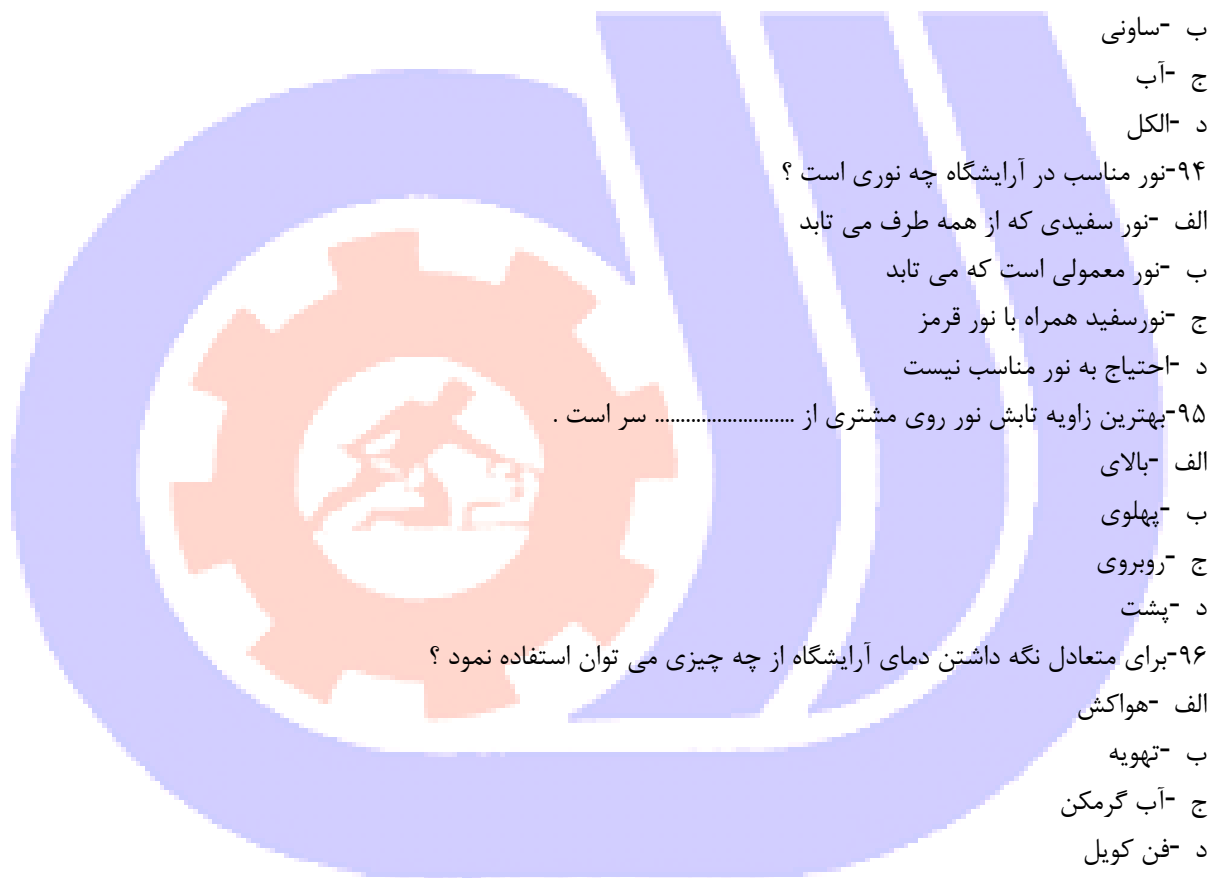 ب -ساونی
ج -آب
د -الکل
۹۴-نور مناسب در آرایشگاه چه نوری است ؟
الف -نور سفیدی که از همه طرف می تابد
ب -نور معمولی است که می تابد
ج -نورسفید همراه با نور قرمز
د -احتیاج به نور مناسب نیست
۹۵-بهترین زاویه تابش نور روی مشتری از ........................... سر است .
الف -بالای
ب -پهلوی
ج -روبروی
د -پشت
۹۶-برای متعادل نگه داشتن دمای آرایشگاه از چه چیزی می توان استفاده نمود ؟
الف -هواکش
ب -تهویه
ج -آب گرمکن
د -فن کویل